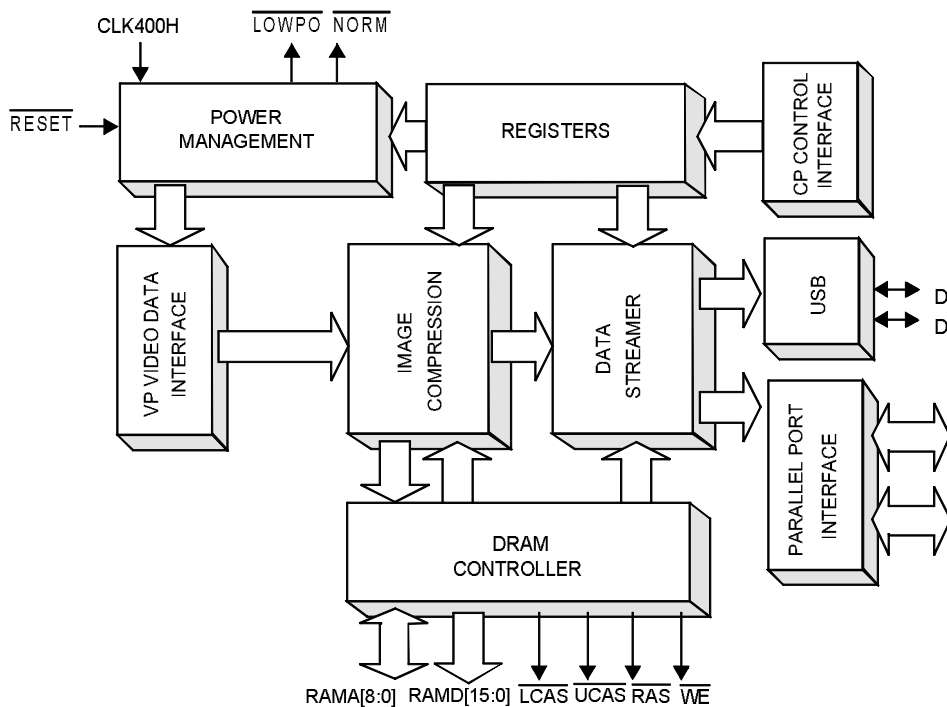 CLK400H
LOWPO NORM
RESET
POWER
MANAGEMENT
REGISTERS
CP CONTROL
INTERFACE
VP VIDEO DATA
INTERFACE
IMAGE
COMPRESSION
DATA
STREAMER
USB
D
D
PARALLEL PORT
INTERFACE
DRAM
CONTROLLER
RAMA[8:0] RAMD[15:0] LCAS UCAS RAS WE